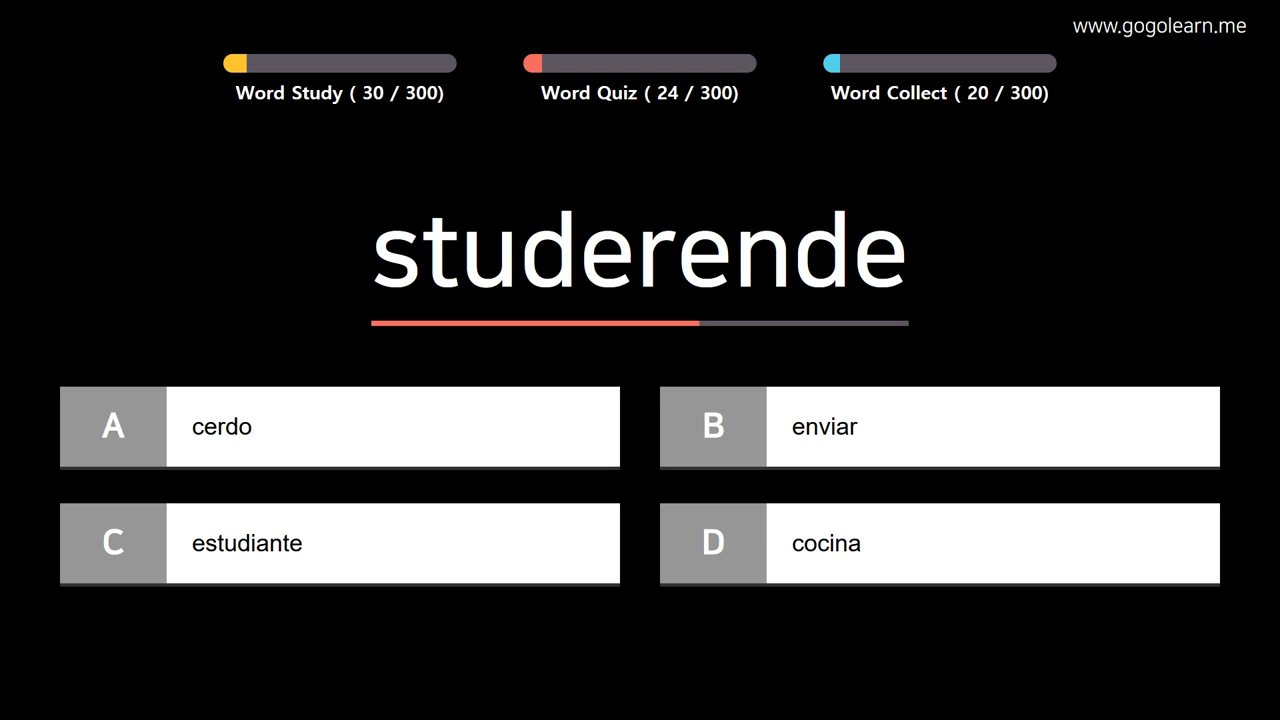 www.gogolearn.me
Word Study ( 30 / 300)
Word Quiz ( 24 / 300)
Word Collect ( 20 / 300)
studerende
A cerdo
B enviar
C estudiante
D cocina